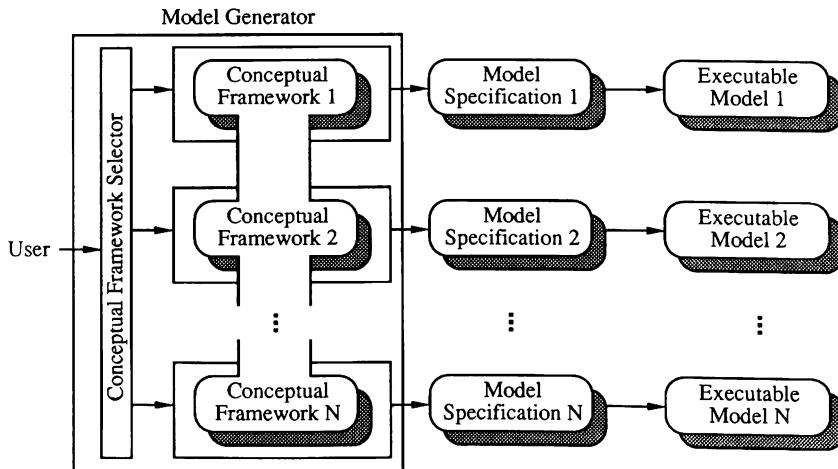 Model Generator
User
Conceptual Framework Selector
Conceptual
Framework 1
Model
Specification 1
Executable
Model 1
Conceptual
Framework 2
Model
Specification 2
Executable
Model 2
...
...
...
Conceptual
Framework N
Model
Specification N
Executable
Model N